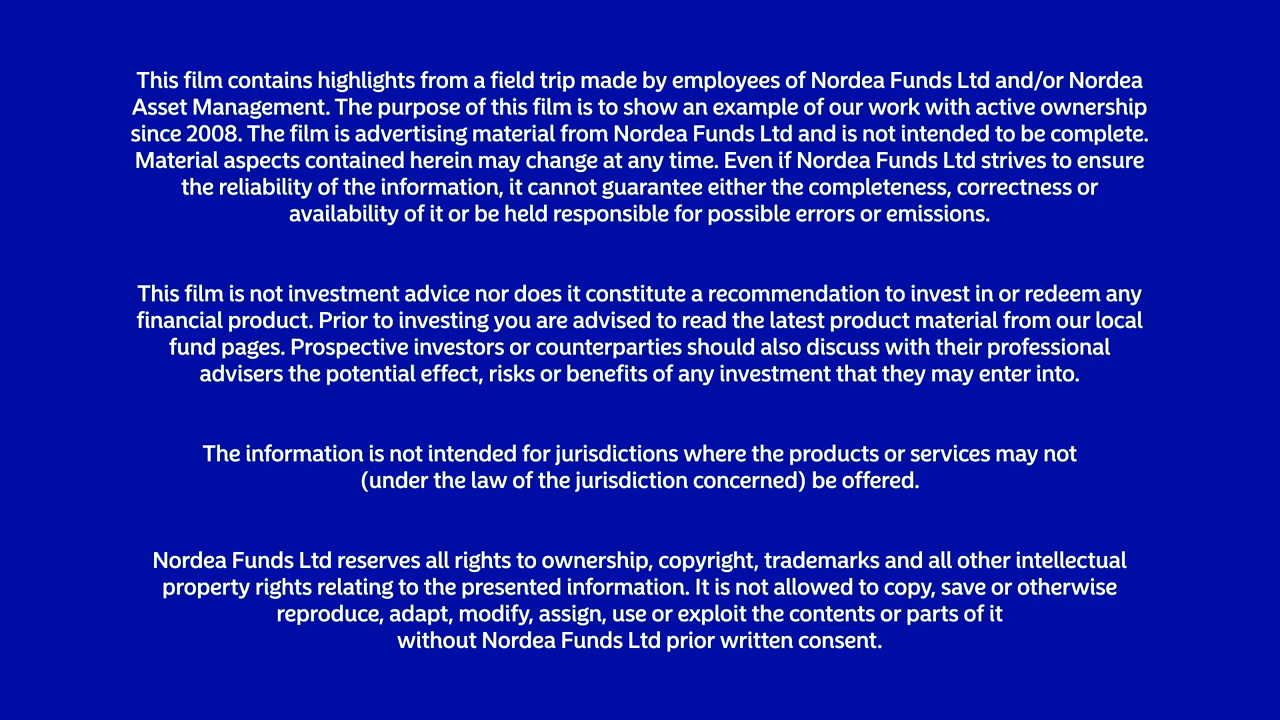 This film contains highlights from a field trip made by employees of Nordea Funds Ltd and/or Nordea
Asset Management. The purpose of this film is to show an example of our work with active ownership
since 2008. The film is advertising material from Nordea Funds Ltd and is not intended to be complete.
Material aspects contained herein may change at any time. Even if Nordea Funds Ltd strives to ensure
the reliability of the information, it cannot guarantee either the completeness, correctness or
availability of it or be held responsible for possible errors or emissions.
This film is not investment advice nor does it constitute a recommendation to invest in or redeem any
financial product. Prior to investing you are advised to read the latest product material from our local
fund pages. Prospective investors or counterparties should also discuss with their professional
advisers the potential effect, risks or benefits of any investment that they may enter into.
The information is not intended for jurisdictions where the products or services may not
(under the law of the jurisdiction concerned) be offered.
Nordea Funds Ltd reserves all rights to ownership, copyright, trademarks and all other intellectual
property rights relating to the presented information. It is not allowed to copy, save or otherwise
reproduce, adapt, modify, assign, use or exploit the contents or parts of it
without Nordea Funds Ltd prior written consent.